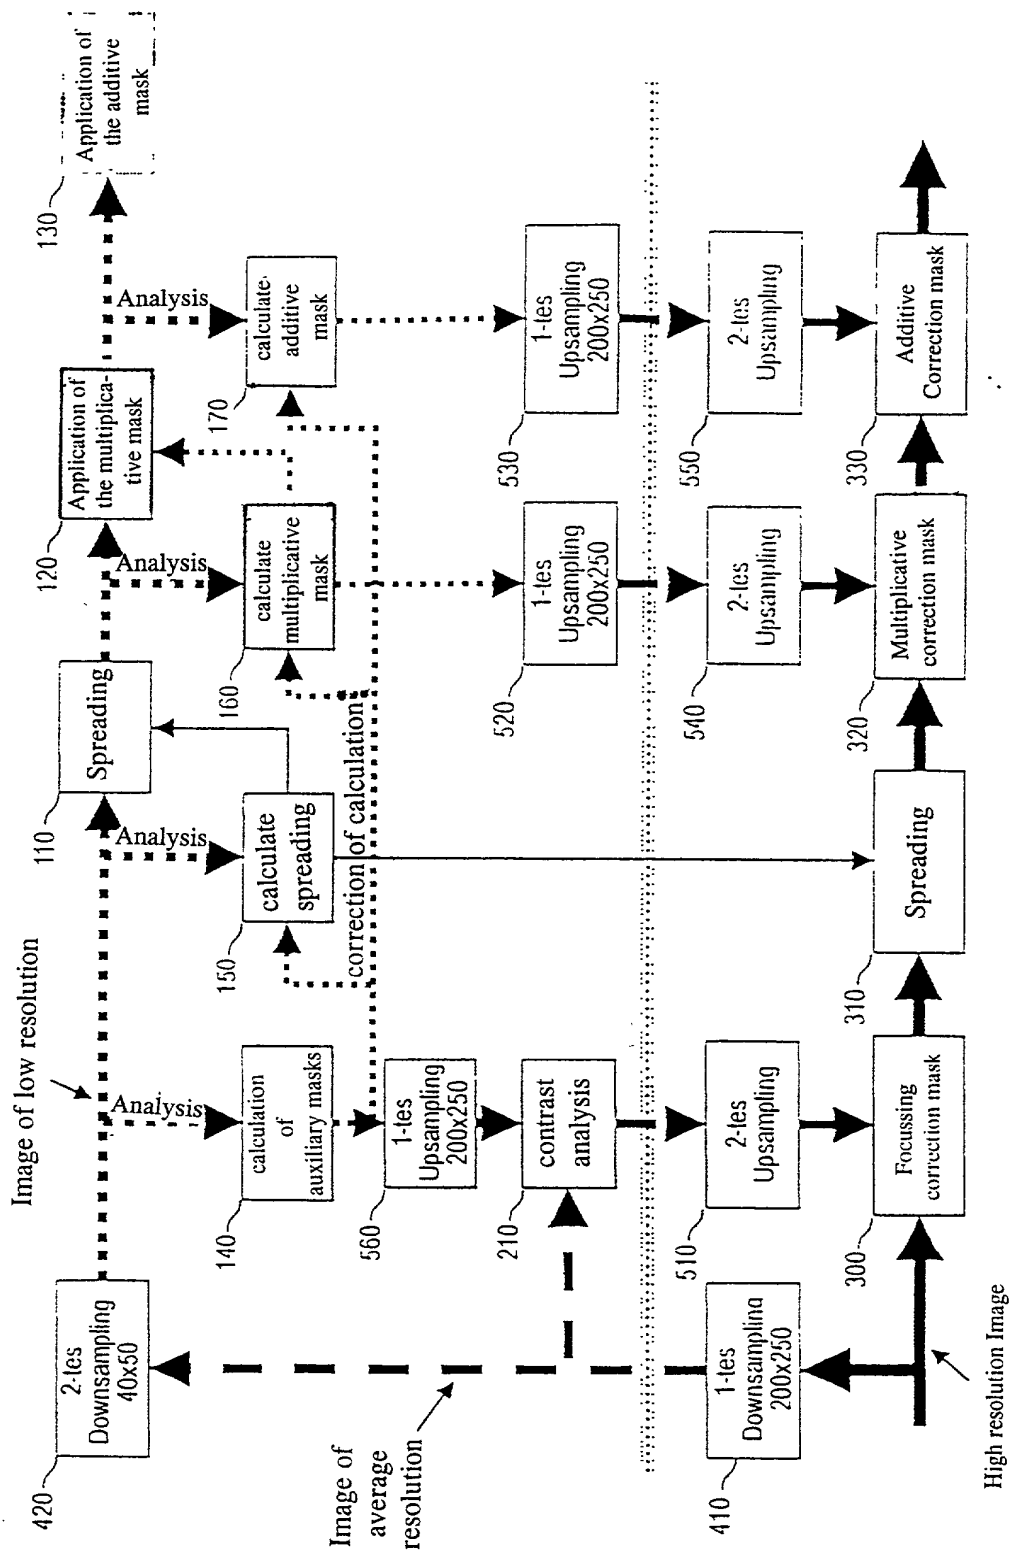 420
2-tes
Downsampling
40x50
Image of low resolution
110
Spreading
120
Application of
the multiplica-
tive mask
130
Application of
the additive
mask
Analysis
Analysis
Analysis
Analysis
140
calculation
of
auxiliary masks
150
calculate
spreading
160
calculate
multiplicative
mask
170
calculate
additive
mask
correction of calculation
Image of
average
resolution
560
1-tes
Upsampling
200x250
210
contrast
analysis
520
1-tes
Upsampling
200x250
530
1-tes
Upsampling
200x250
410
1-tes
Downsampling
200x250
510
2-tes
Upsampling
540
2-tes
Upsampling
550
2-tes
Upsampling
300
Focussing
correction mask
310
Spreading
320
Multiplicative
correction mask
330
Additive
Correction mask
High resolution Image